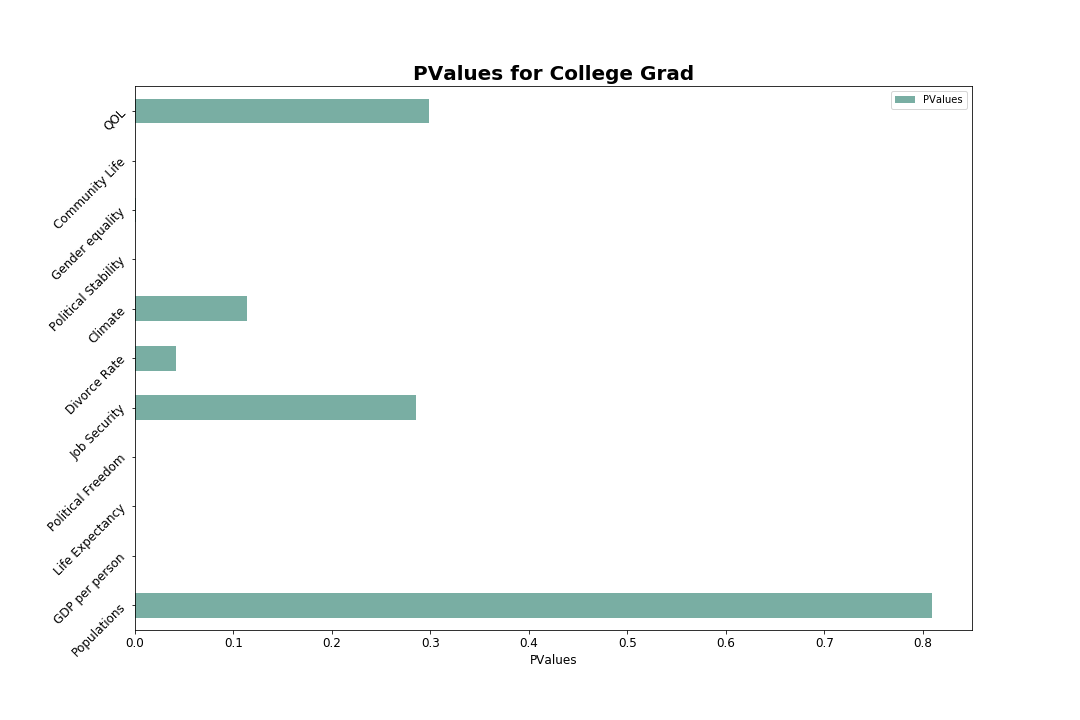 PValues for College Grad
PValues
QOL
Community Life
Gender equality
Political Stability
Climate
Divorce Rate
Job Security
Political Freedom
Life Expectancy
GDP per person
Populations
0.0 0.1 0.2 0.3 0.4 0.5 0.6 0.7 0.8
PValues